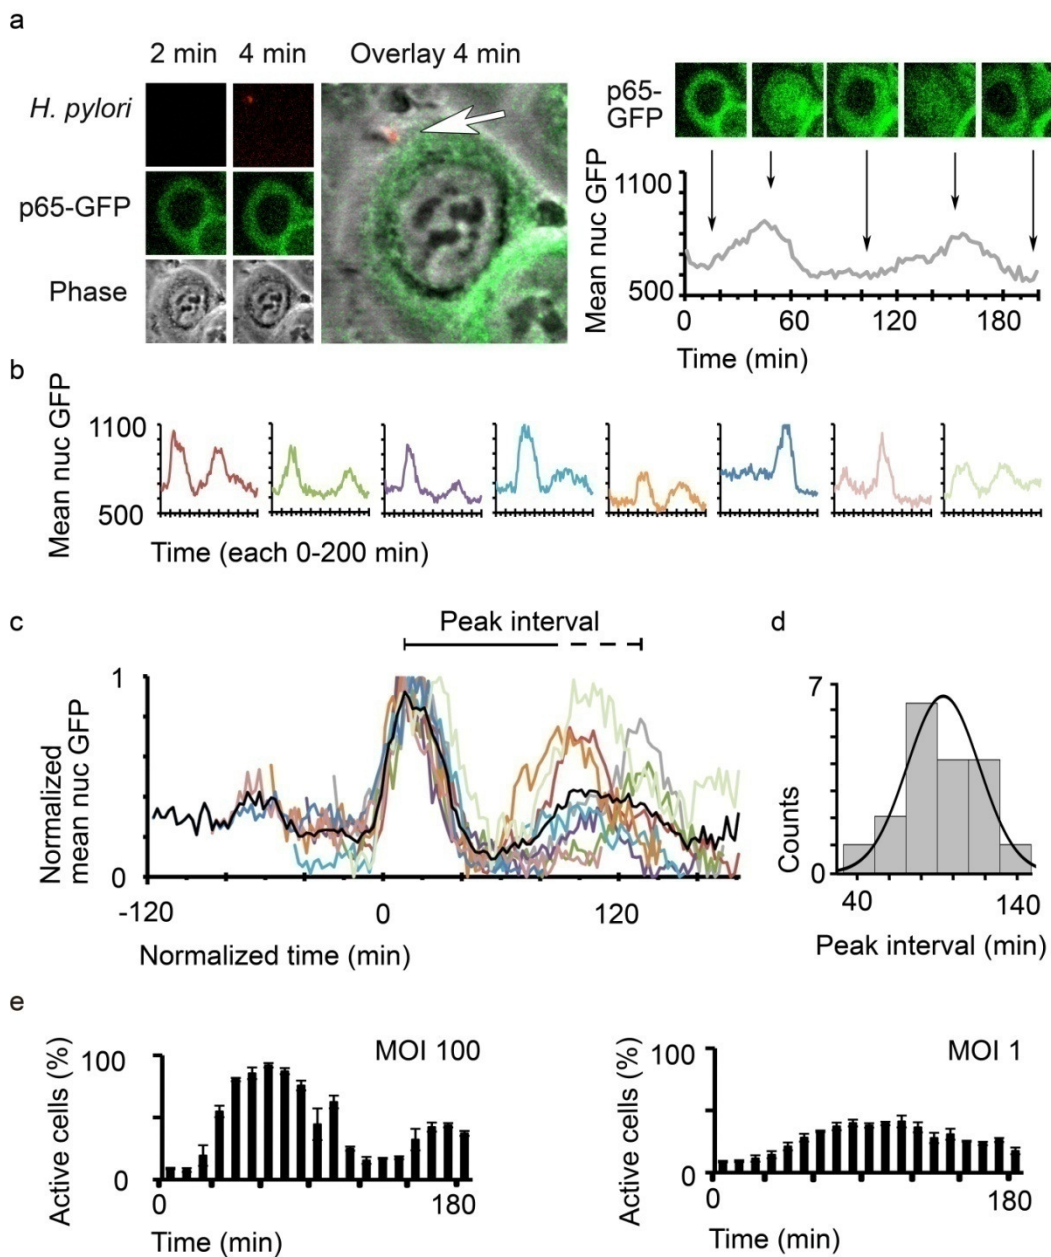 a
2 min 4 min Overlay 4 min
H. pylori
p65-GFP
Phase
p65-
GFP
Mean nuc GFP
1100
500
0 60 120 180
Time (min)
b
Mean nuc GFP
1100
500
Time (each 0-200 min)
c
Peak interval
Normalized
mean nuc GFP
1
0
-120 0 120
Normalized time (min)
d
Counts
7
0
40 140
Peak interval (min)
e
Active cells (%)
100
0
MOI 100
0 180
Time (min)
Active cells (%)
100
0
MOI 1
0 180
Time (min)